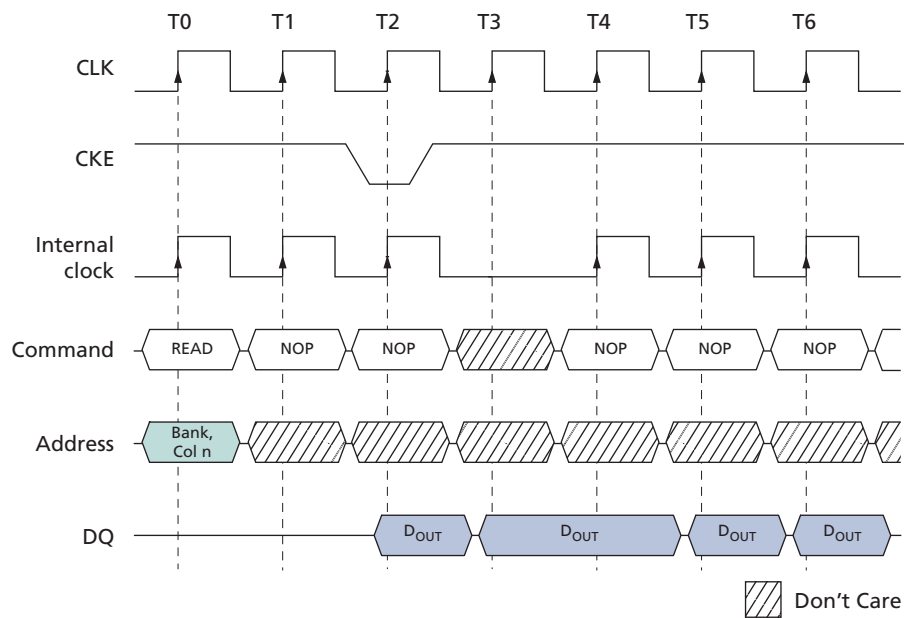 T0 T1 T2 T3 T4 T5 T6
CLK
CKE
Internal
clock
Command READ NOP NOP NOP NOP NOP
Address Bank,
Col n
DQ DOUT DOUT DOUT DOUT
Don't Care